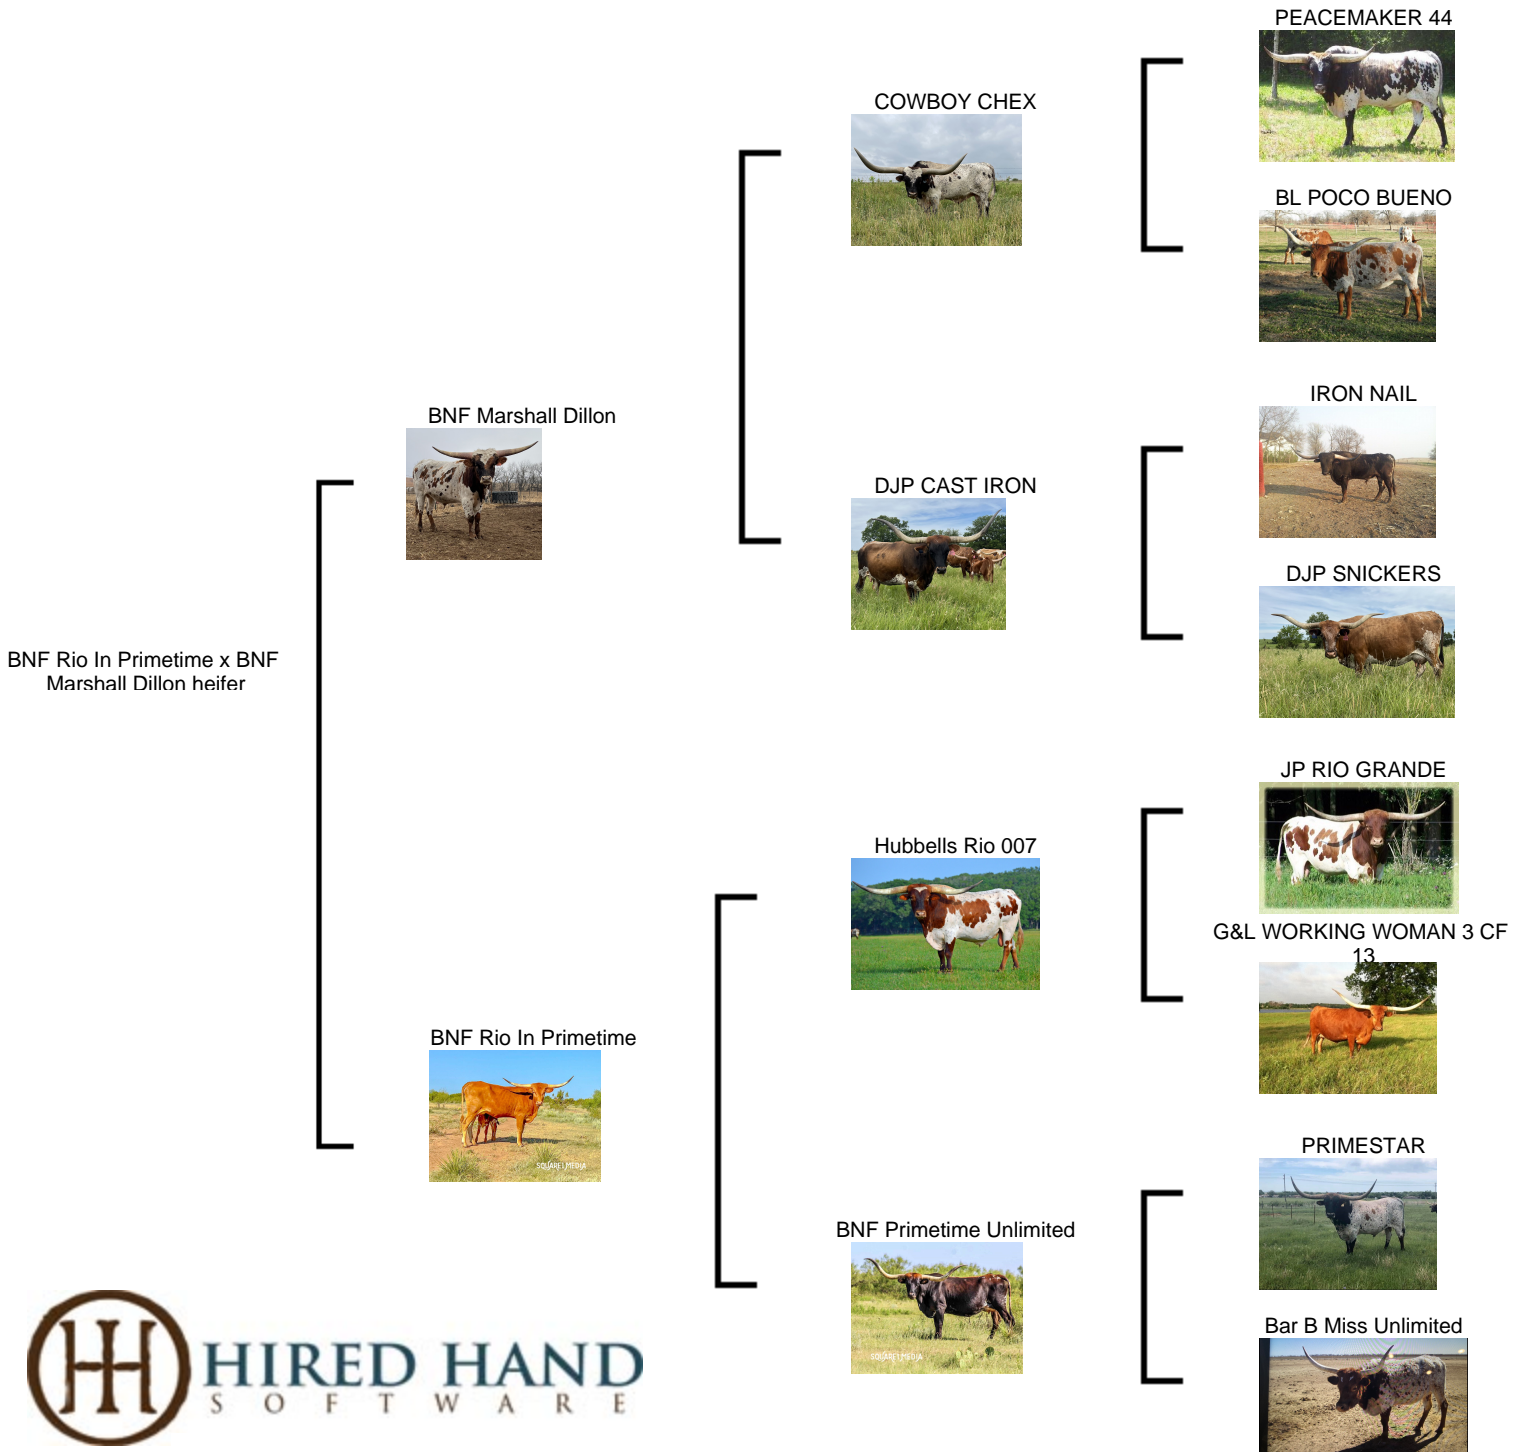 PEACEMAKER 44
COWBOY CHEX
BL POCO BUENO
BNF Marshall Dillon
IRON NAIL
DJP CAST IRON
DJP SNICKERS
BNF Rio In Primetime x BNF
Marshall Dillon heifer
JP RIO GRANDE
Hubbells Rio 007
G&L WORKING WOMAN 3 CF
13
BNF Rio In Primetime
SQUARE1MEDIA
PRIMESTAR
BNF Primetime Unlimited
SQUARE1MEDIA
Bar B Miss Unlimited
HIRED HAND
SOFTWARE